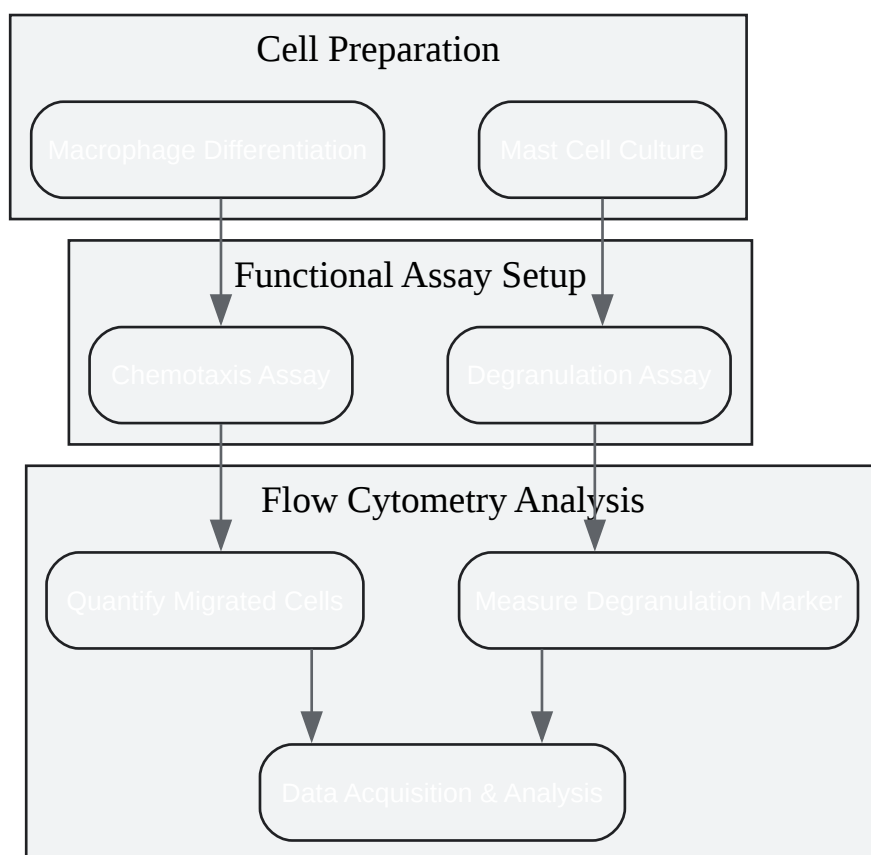 Cell Preparation
Macrophage Differentiation
Mast Cell Culture
Functional Assay Setup
Chemotaxis Assay
Degranulation Assay
Flow Cytometry Analysis
Quantify Migrated Cells
Measure Degranulation Marker
Data Acquisition & Analysis